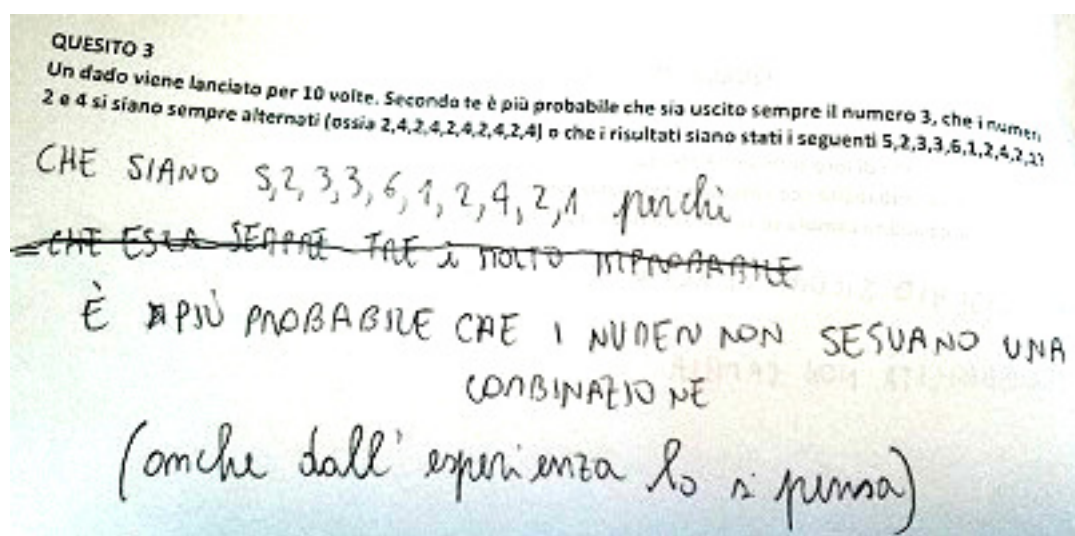 QUESITO 3
Un dado viene lanciato per 10 volte. Secondo te è più probabile che sia uscito sempre il numero 3, che i numeri
2 e 4 si siano sempre alternati (ossia 2,4,2,4,2,4,2,4,2,4) o che i risultati siano stati i seguenti 5,2,3,3,6,1,2,4,2,1?
CHE SIANO 5,2,3,3,6,1,2,4,2,1 perchè
CHE ESCA SEMPRE TRE è MOLTO IMPROBABILE
È PIÙ PROBABILE CHE I NUMERI NON SEGUANO UNA
COMBINAZIONE
(anche dall' esperienza lo si pensa)